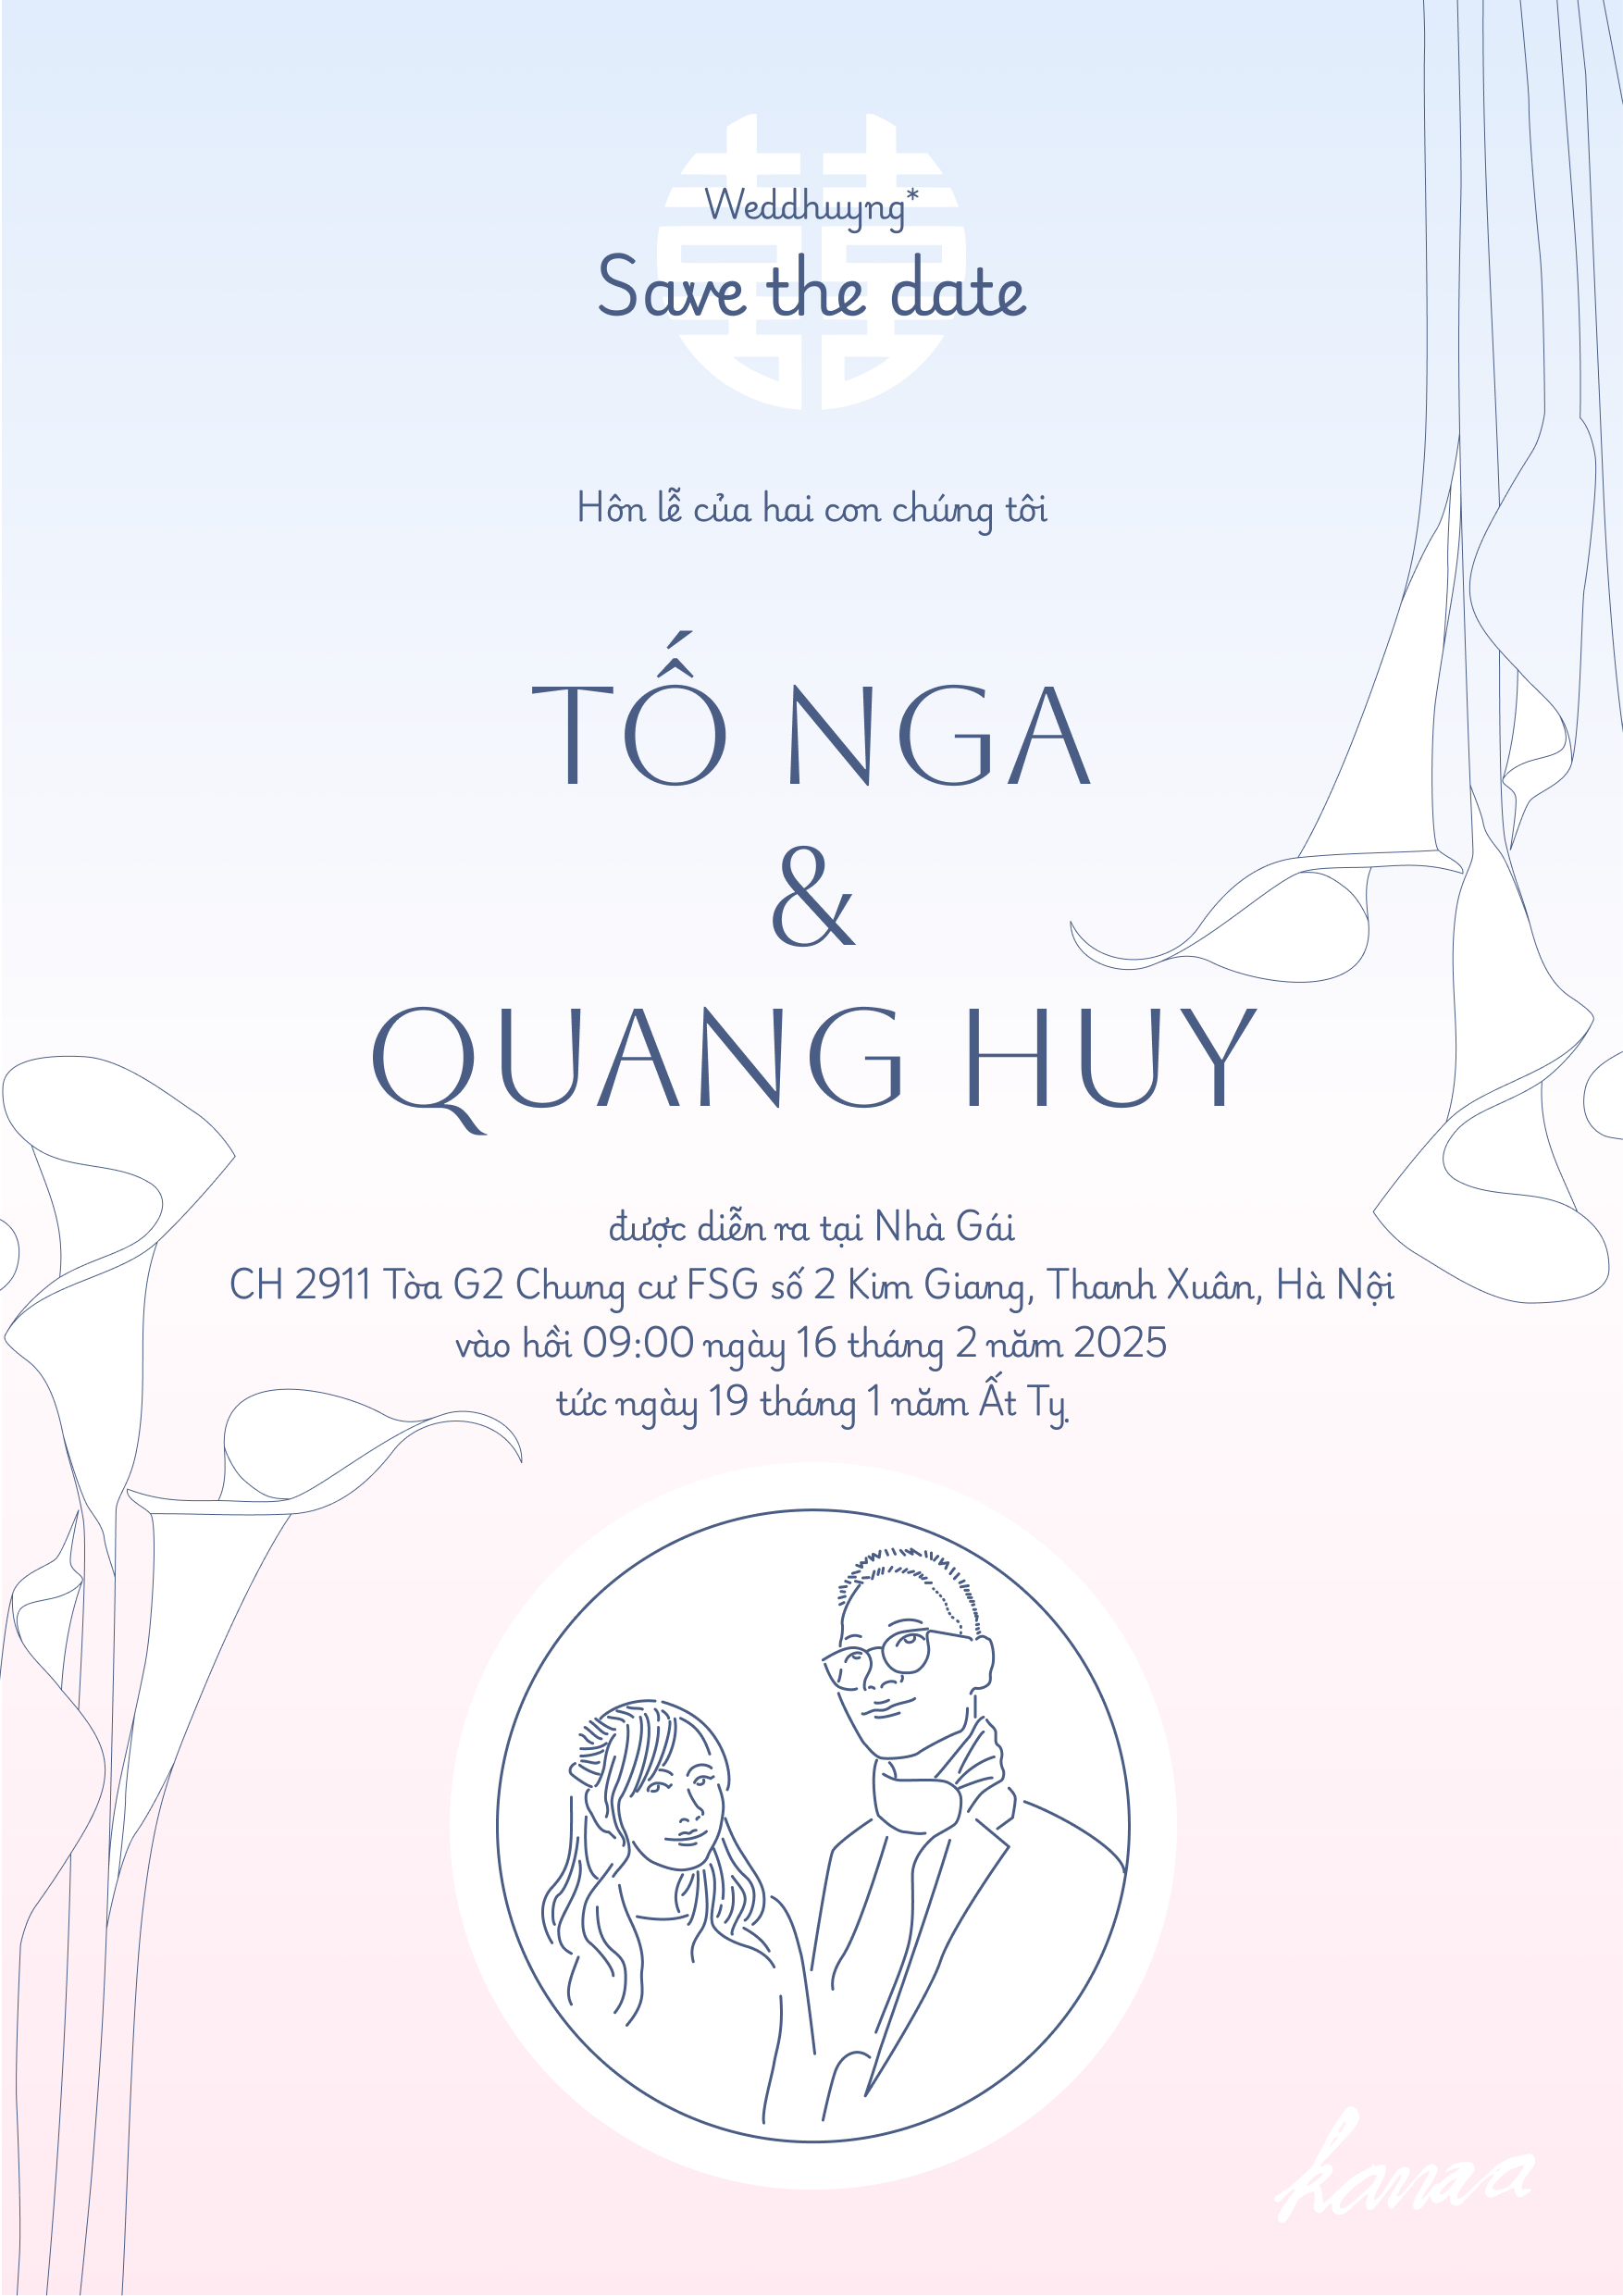 囍
Weddhuyng*
Save the date
Hôn lễ của hai con chúng tôi
TỐ NGA
&
QUANG HUY
được diễn ra tại Nhà Gái
CH 2911 Tòa G2 Chung cư FSG số 2 Kim Giang, Thanh Xuân, Hà Nội
vào hồi 09:00 ngày 16 tháng 2 năm 2025
tức ngày 19 tháng 1 năm Ất Tỵ.